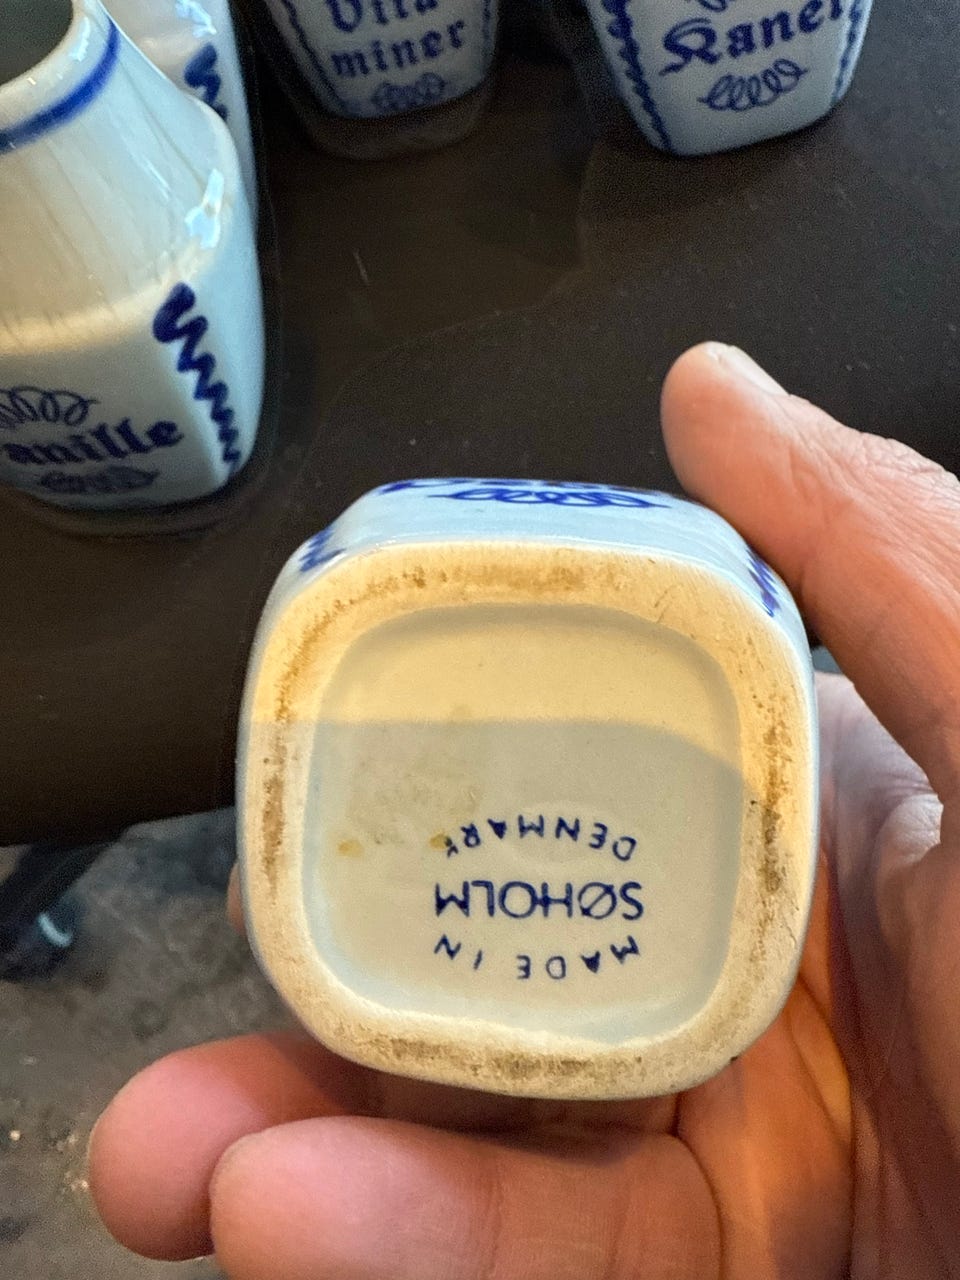 Vita
miner
Kanel
anille
MADE IN
SØHOLM
DENMARK